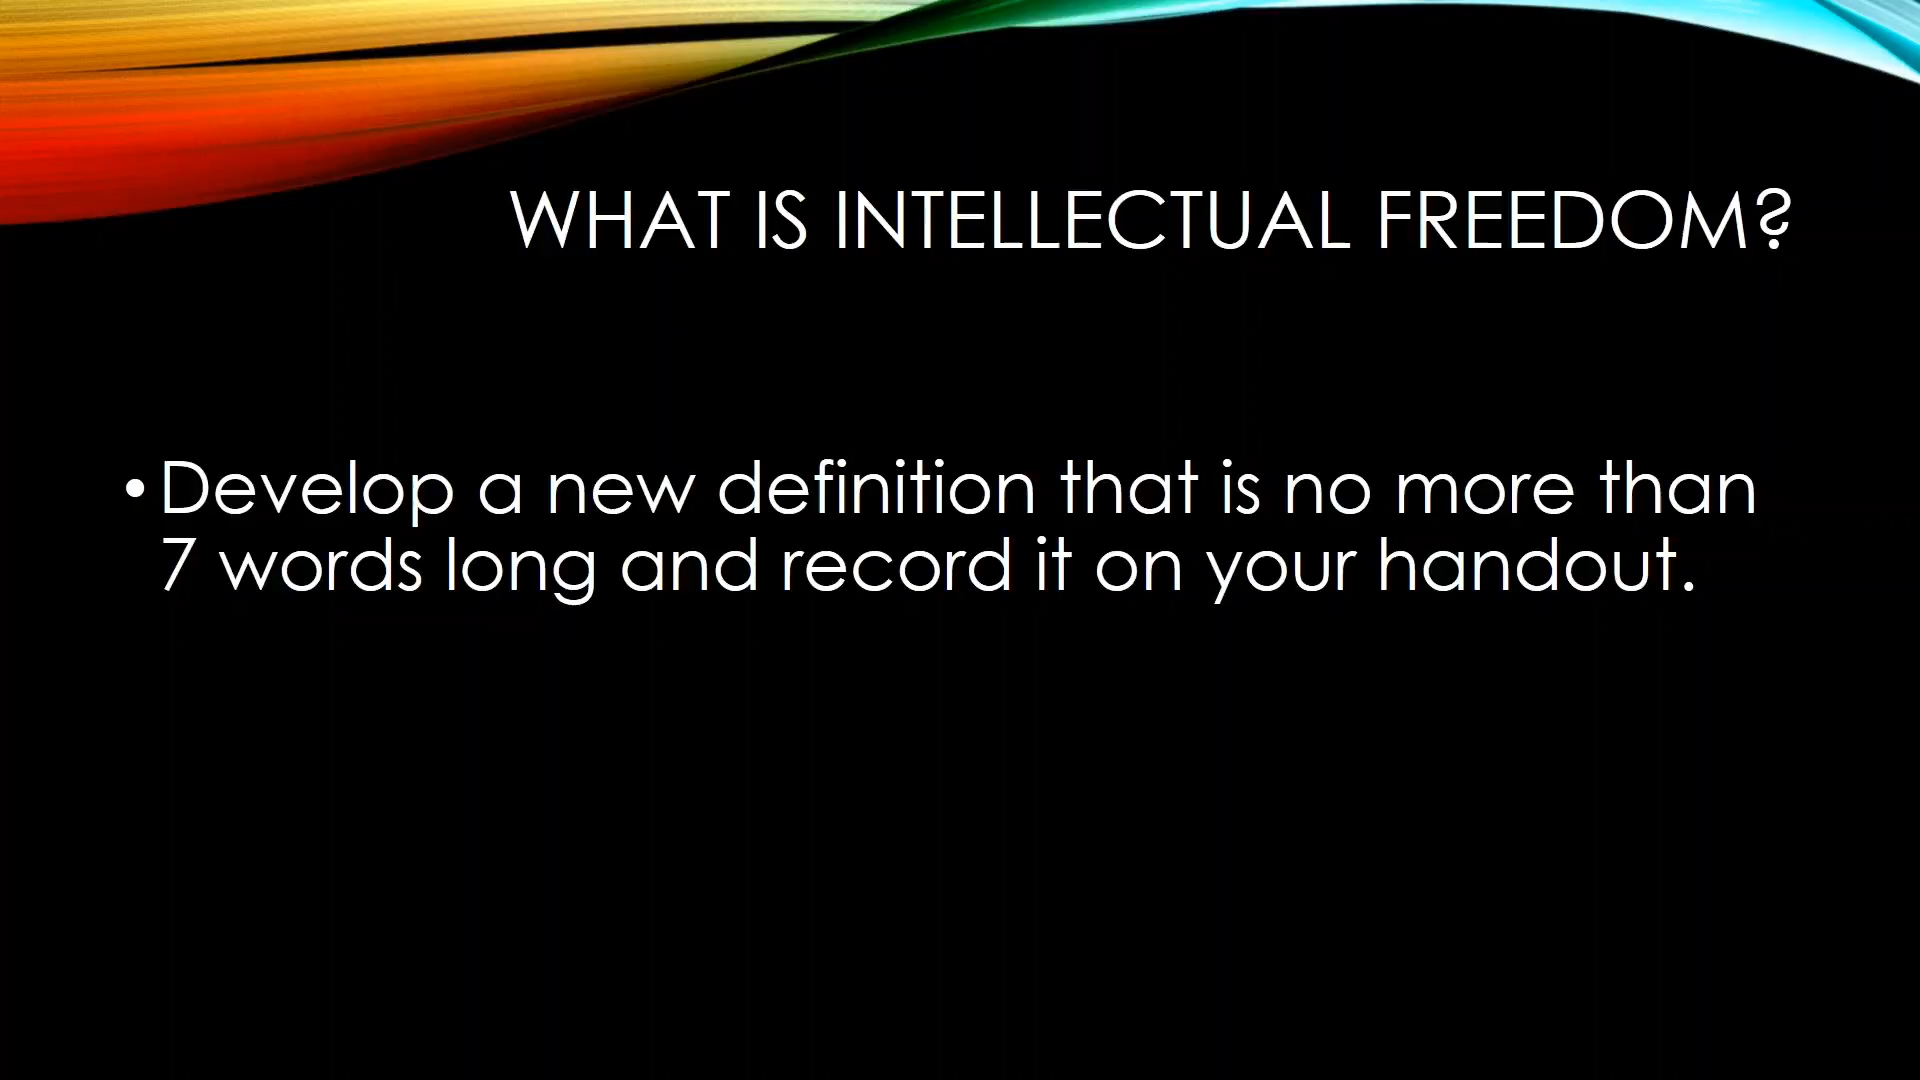 WHAT IS INTELLECTUAL FREEDOM?
• Develop a new definition that is no more than
7 words long and record it on your handout.